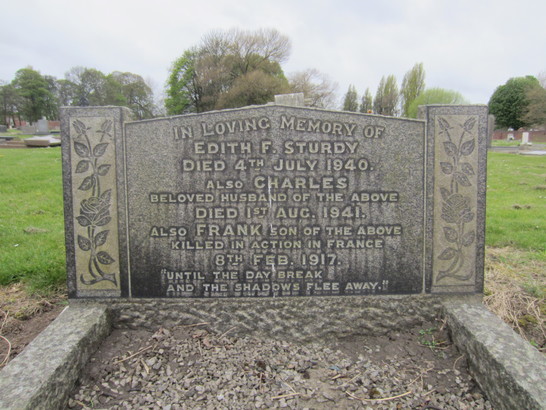 IN LOVING MEMORY OF
EDITH F. STURDY
DIED 4TH JULY 1940.
ALSO CHARLES
BELOVED HUSBAND OF THE ABOVE
DIED 1ST AUG. 1941.
ALSO FRANK SON OF THE ABOVE
KILLED IN ACTION IN FRANCE
8TH FEB. 1917.
"UNTIL THE DAY BREAK
AND THE SHADOWS FLEE AWAY."